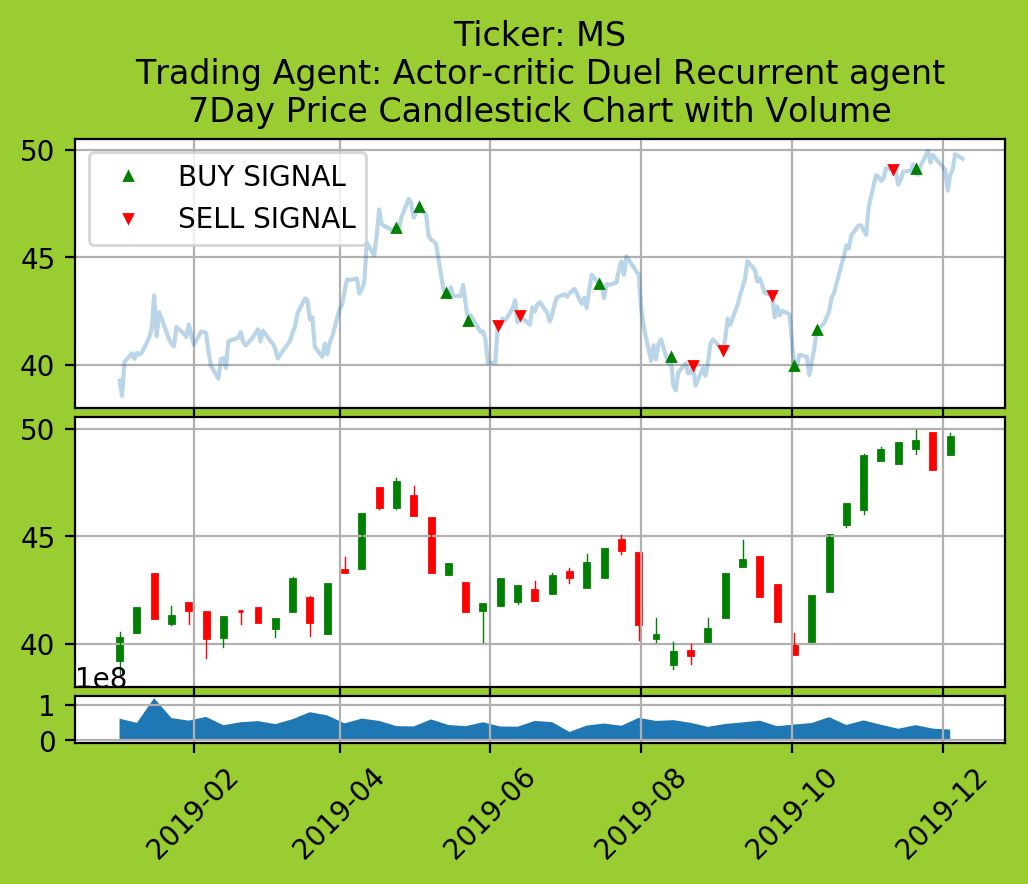 Ticker: MS
Trading Agent: Actor-critic Duel Recurrent agent
7Day Price Candlestick Chart with Volume
50
BUY SIGNAL
SELL SIGNAL
45
40
50
45
40
1e8
1
0
2019-02
2019-04
2019-06
2019-08
2019-10
2019-12